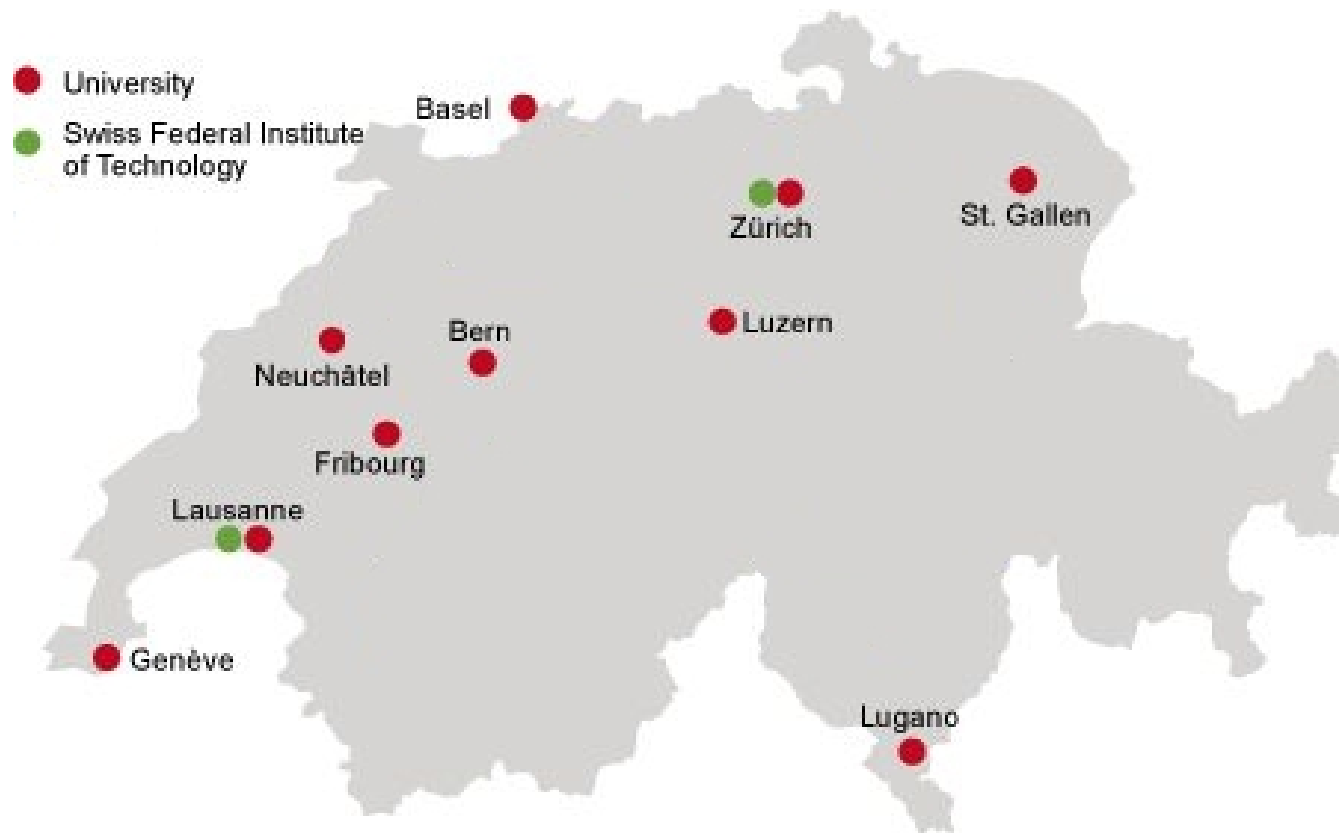 University
Swiss Federal Institute
of Technology
Basel
Zürich
St. Gallen
Luzern
Bern
Neuchâtel
Fribourg
Lausanne
Genève
Lugano